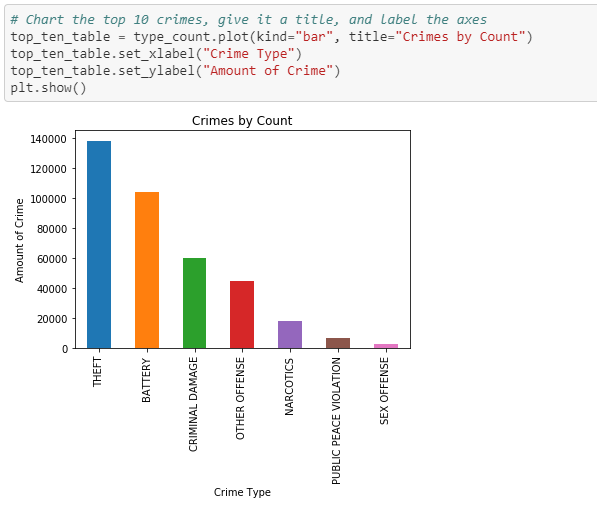 # Chart the top 10 crimes, give it a title, and label the axes
top_ten_table = type_count.plot(kind="bar", title="Crimes by Count")
top_ten_table.set_xlabel("Crime Type")
top_ten_table.set_ylabel("Amount of Crime")
plt.show()
Crimes by Count
140000
120000
100000
80000
60000
40000
20000
0
Amount of Crime
THEFT
BATTERY
CRIMINAL DAMAGE
OTHER OFFENSE
NARCOTICS
PUBLIC PEACE VIOLATION
SEX OFFENSE
Crime Type